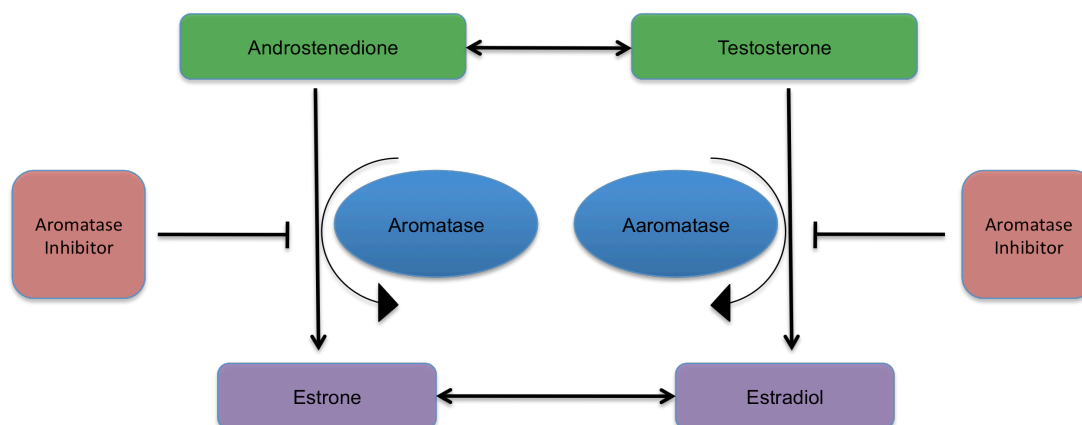 Androstenedione
Testosterone
Aromatase
Inhibitor
Aromatase
Aaromatase
Aromatase
Inhibitor
Estrone
Estradiol